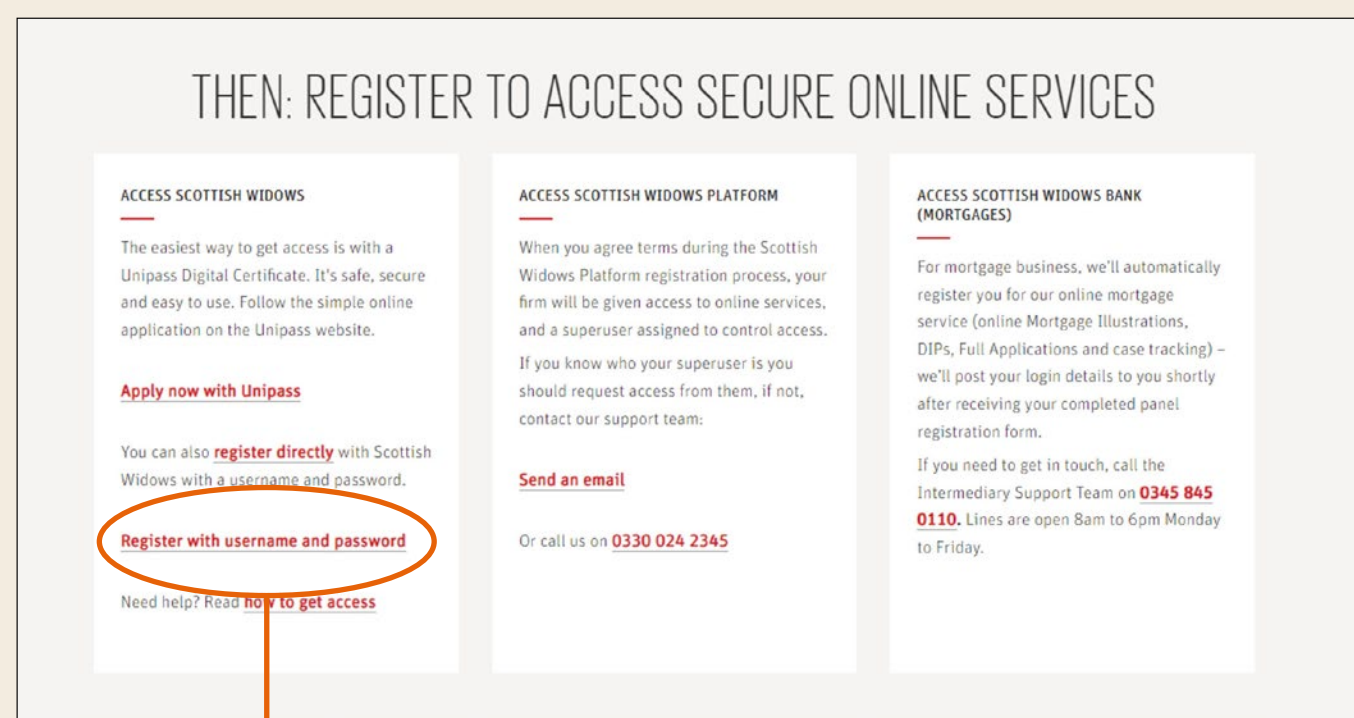 THEN: REGISTER TO ACCESS SECURE ONLINE SERVICES
ACCESS SCOTTISH WIDOWS
The easiest way to get access is with a
Unipass Digital Certificate. It's safe, secure
and easy to use. Follow the simple online
application on the Unipass website.
Apply now with Unipass
You can also register directly with Scottish
Widows with a username and password.
Register with username and password
Need help? Read how to get access
ACCESS SCOTTISH WIDOWS PLATFORM
When you agree terms during the Scottish
Widows Platform registration process, your
firm will be given access to online services,
and a superuser assigned to control access.
If you know who your superuser is you
should request access from them, if not,
contact our support team:
Send an email
Or call us on 0330 024 2345
ACCESS SCOTTISH WIDOWS BANK
(MORTGAGES)
For mortgage business, we'll automatically
register you for our online mortgage
service (online Mortgage Illustrations,
DIPs, Full Applications and case tracking) –
we'll post your login details to you shortly
after receiving your completed panel
registration form.
If you need to get in touch, call the
Intermediary Support Team on 0345 845
0110. Lines are open 8am to 6pm Monday
to Friday.